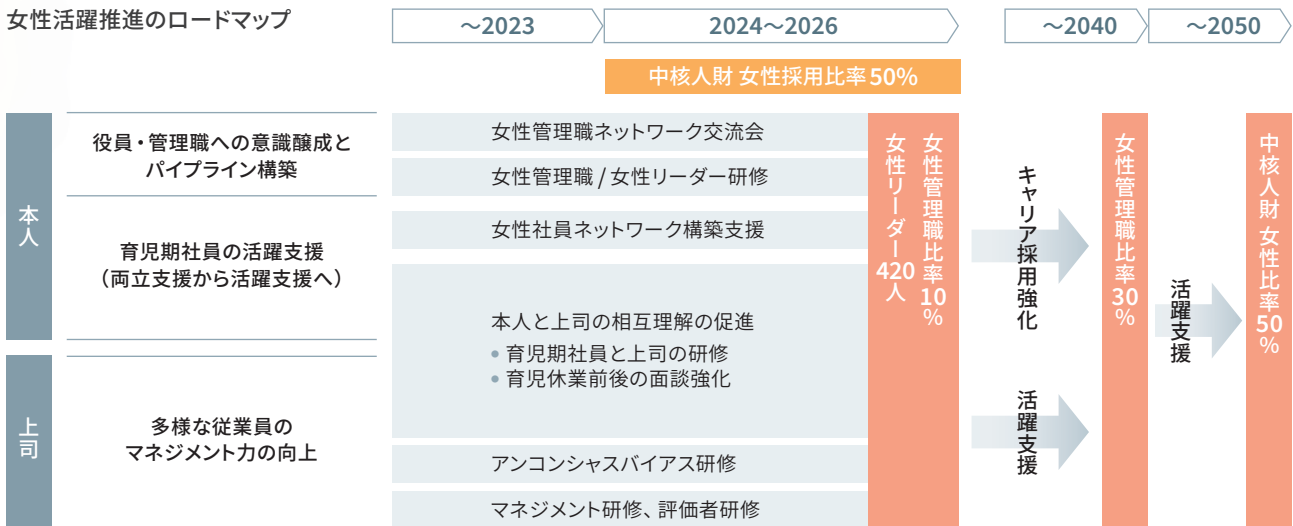 女性活躍推進のロードマップ
～2023
2024～2026
～2040
～2050
中核人財 女性採用比率50%
本人
役員・管理職への意識醸成と
パイプライン構築
育児期社員の活躍支援
（両立支援から活躍支援へ）
上司
多様な従業員の
マネジメント力の向上
女性管理職ネットワーク交流会
女性管理職 / 女性リーダー研修
女性社員ネットワーク構築支援
本人と上司の相互理解の促進
• 育児期社員と上司の研修
• 育児休業前後の面談強化
アンコンシャスバイアス研修
マネジメント研修、評価者研修
女性管理職比率10%
女性リーダー420人
キャリア採用強化
活躍支援
女性管理職比率30%
活躍支援
中核人財 女性比率50%